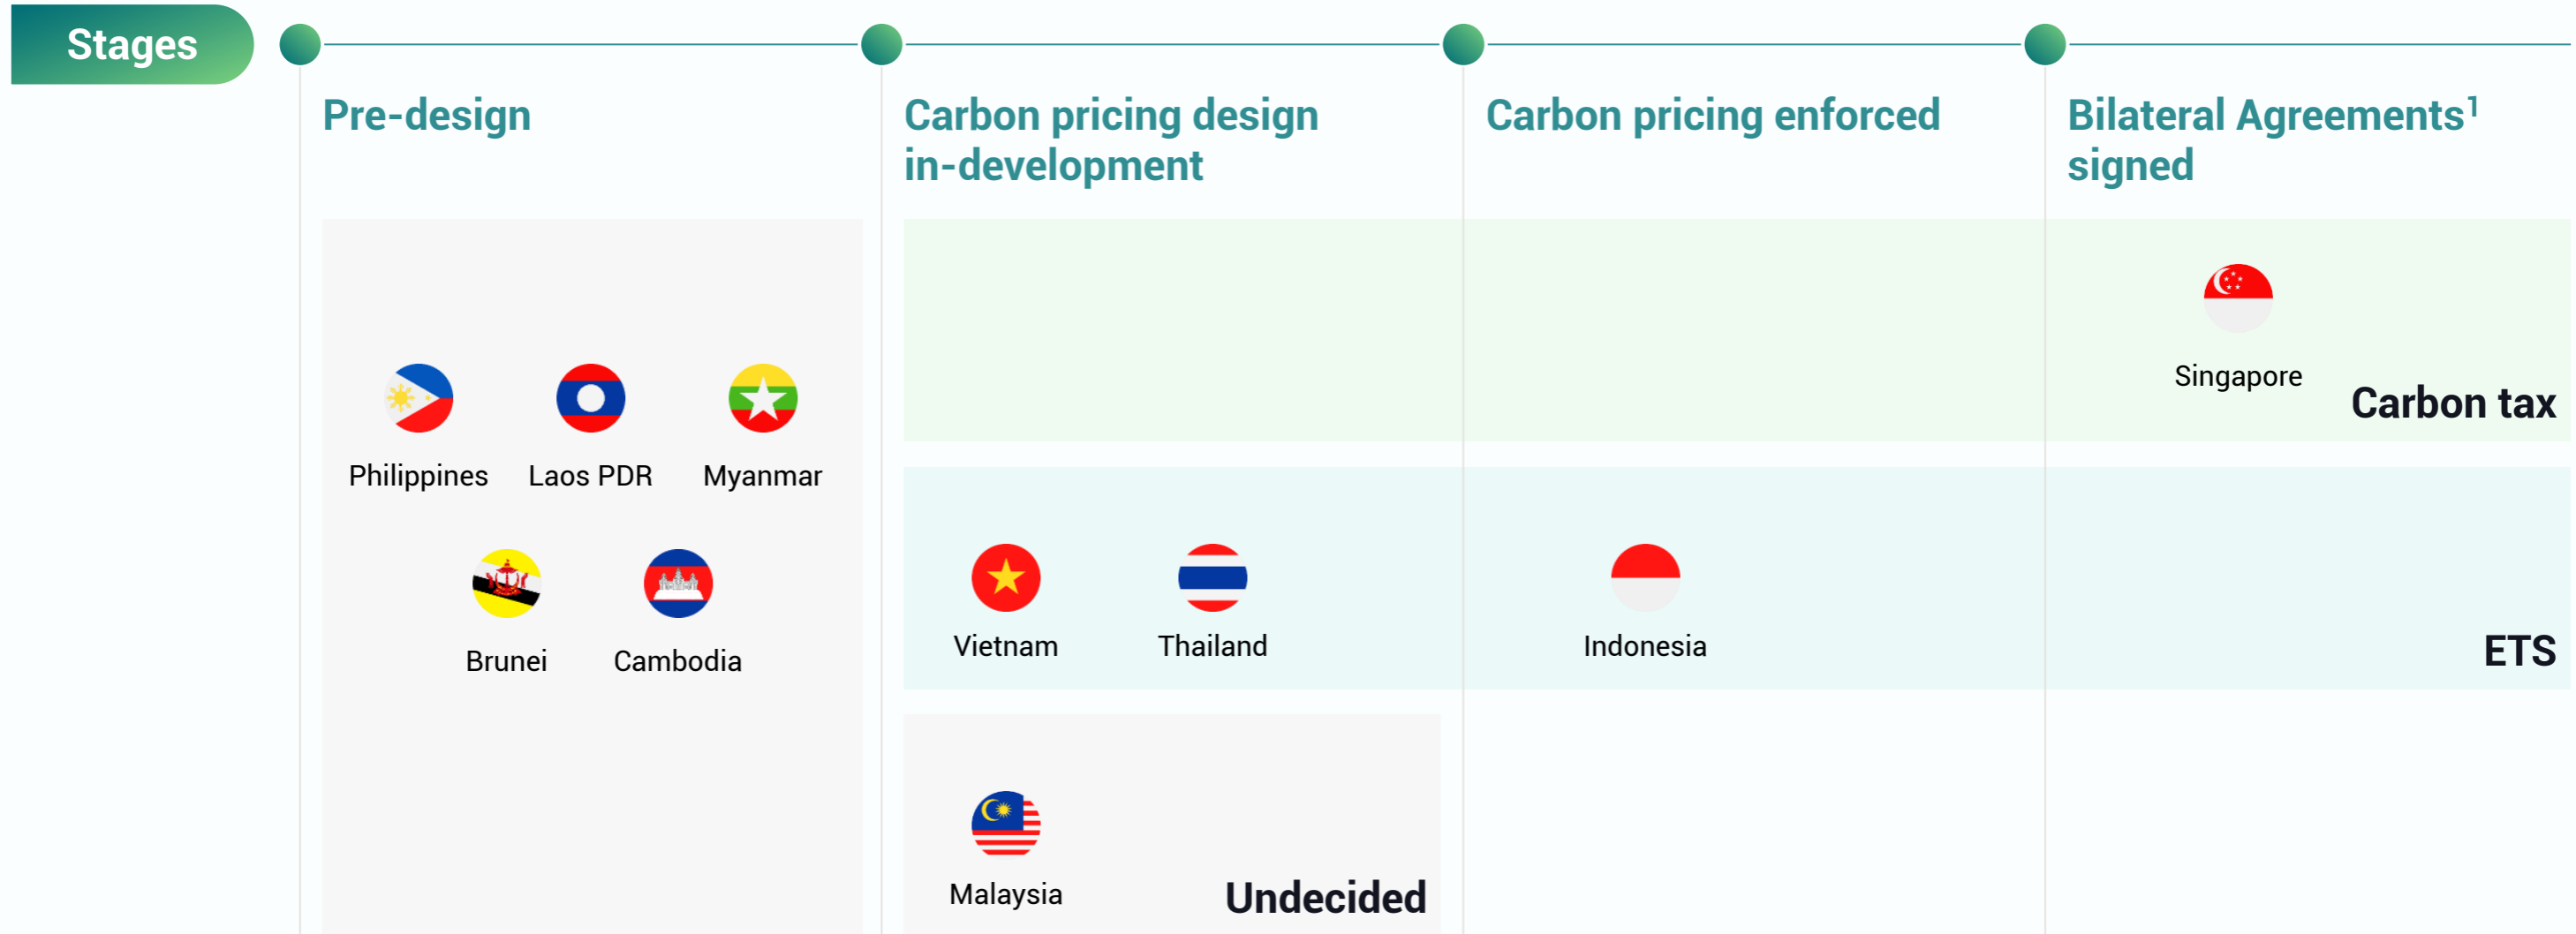 Stages
Pre-design
Carbon pricing design
in-development
Carbon pricing enforced
Bilateral Agreements¹
signed
Philippines
Laos PDR
Myanmar
Brunei
Cambodia
Singapore
Carbon tax
Vietnam
Thailand
Indonesia
ETS
Malaysia
Undecided